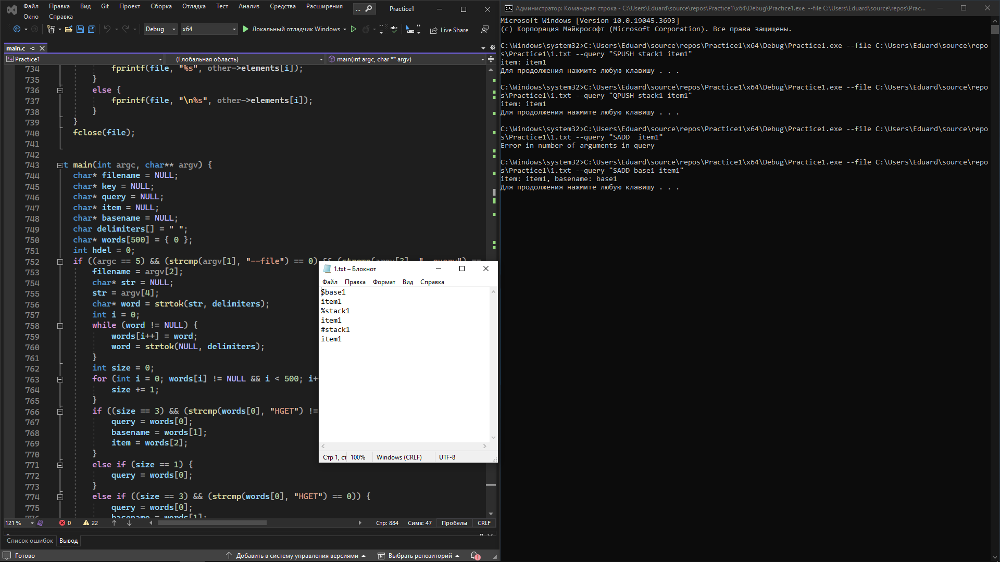 Файл Правка Вид Git Проект Сборка Отладка Тест Анализ Средства Расширения
Окно Справка
... Practice1
Debug x64 Локальный отладчик Windows Live Share
main.c
Practice1 (Глобальная область) main(int argc, char ** argv)
734 fprintf(file, "%s", other->elements[i]);
735 }
736 else {
737 fprintf(file, "\n%s", other->elements[i]);
738 }
739 }
740 fclose(file);
741
742
743 t main(int argc, char** argv) {
744 char* filename = NULL;
745 char* key = NULL;
746 char* query = NULL;
747 char* item = NULL;
748 char* basename = NULL;
749 char delimiters[] = " ";
750 char* words[500] = { 0 };
751 int hdel = 0;
752 if ((argc == 5) && (strcmp(argv[1], "--file") == 0) && (strcmp(argv[3], "--query") ==
753 filename = argv[2];
754 char* str = NULL;
755 str = argv[4];
756 char* word = strtok(str, delimiters);
757 int i = 0;
758 while (word != NULL) {
759 words[i++] = word;
760 word = strtok(NULL, delimiters);
761 }
762 int size = 0;
763 for (int i = 0; words[i] != NULL && i < 500; i+
764 size += 1;
765 }
766 if ((size == 3) && (strcmp(words[0], "HGET") !=
767 query = words[0];
768 basename = words[1];
769 item = words[2];
770 }
771 else if (size == 1) {
772 query = words[0];
773 }
774 else if ((size == 3) && (strcmp(words[0], "HGET") == 0)) {
775 query = words[0];
776 basename = words[1];
121 % 0 22 Стр: 884 Симв: 47 Пробелы CRLF
Список ошибок Вывод
Готово Добавить в систему управления версиями Выбрать репозиторий 1
1.txt – Блокнот
Файл Правка Формат Вид Справка
$base1
item1
%stack1
item1
#stack1
item1
Стр 1, ст 100% Windows (CRLF) UTF-8
Администратор: Командная строка - C:\Users\Eduard\source\repos\Practice1\x64\Debug\Practice1.exe --file C:\Users\Eduard\source\repos\Prac...
Microsoft Windows [Version 10.0.19045.3693]
(c) Корпорация Майкрософт (Microsoft Corporation). Все права защищены.
C:\Windows\system32>C:\Users\Eduard\source\repos\Practice1\x64\Debug\Practice1.exe --file C:\Users\Eduard\source\repo
s\Practice1\1.txt --query "SPUSH stack1 item1"
item: item1
Для продолжения нажмите любую клавишу . . .
C:\Windows\system32>C:\Users\Eduard\source\repos\Practice1\x64\Debug\Practice1.exe --file C:\Users\Eduard\source\repo
s\Practice1\1.txt --query "QPUSH stack1 item1"
item: item1
Для продолжения нажмите любую клавишу . . .
C:\Windows\system32>C:\Users\Eduard\source\repos\Practice1\x64\Debug\Practice1.exe --file C:\Users\Eduard\source\repo
s\Practice1\1.txt --query "SADD  item1"
Error in number of arguments in query
C:\Windows\system32>C:\Users\Eduard\source\repos\Practice1\x64\Debug\Practice1.exe --file C:\Users\Eduard\source\repo
s\Practice1\1.txt --query "SADD base1 item1"
item: item1, basename: base1
Для продолжения нажмите любую клавишу . . .